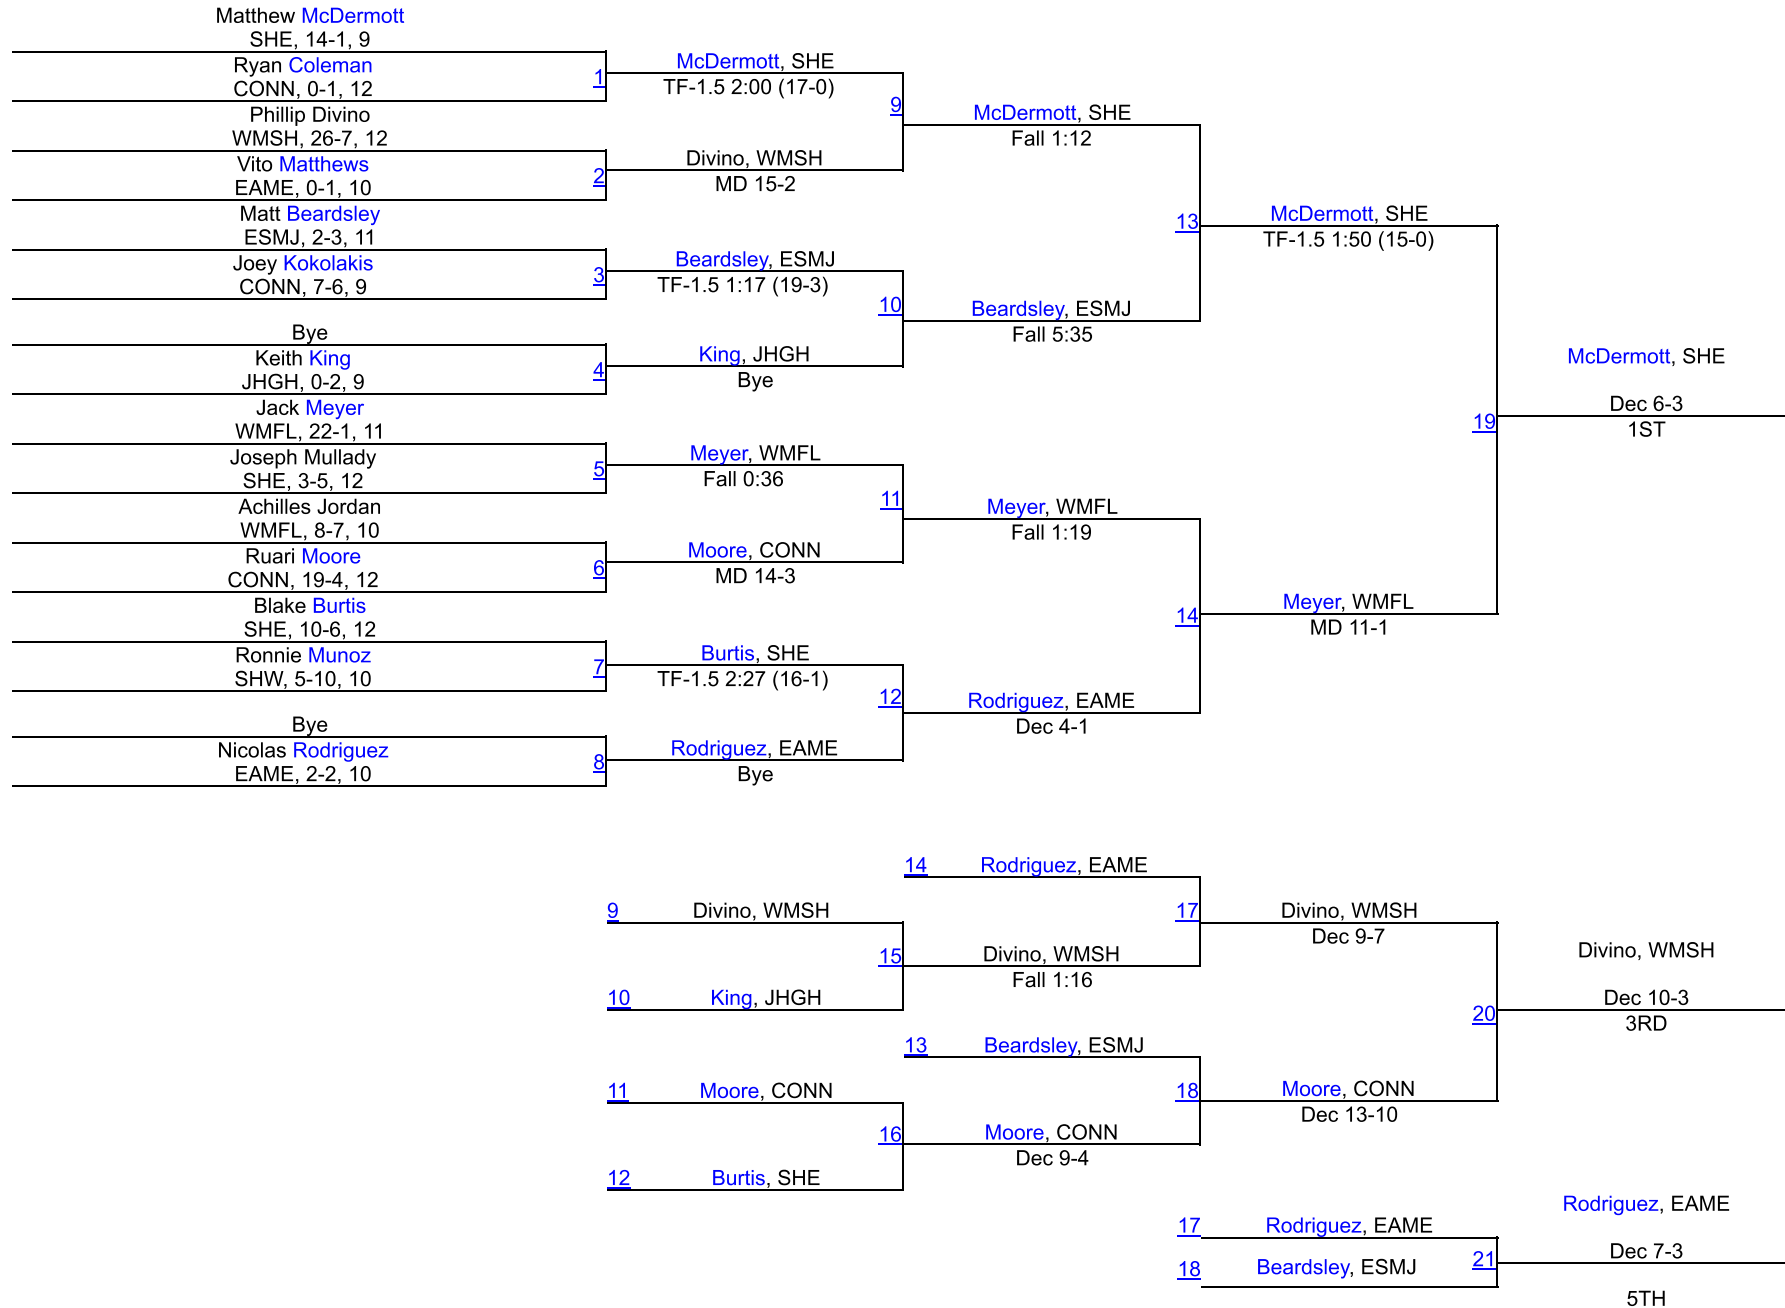 Matthew McDermott
SHE, 14-1, 9
Ryan Coleman
CONN, 0-1, 12
1
Phillip Divino
WMSH, 26-7, 12
Vito Matthews
EAME, 0-1, 10
2
Matt Beardsley
ESMJ, 2-3, 11
Joey Kokolakis
CONN, 7-6, 9
3
Bye
Keith King
JHGH, 0-2, 9
4
Jack Meyer
WMFL, 22-1, 11
Joseph Mullady
SHE, 3-5, 12
5
Achilles Jordan
WMFL, 8-7, 10
Ruari Moore
CONN, 19-4, 12
6
Blake Burtis
SHE, 10-6, 12
Ronnie Munoz
SHW, 5-10, 10
7
Bye
Nicolas Rodriguez
EAME, 2-2, 10
8
McDermott, SHE
TF-1.5 2:00 (17-0)
9
Divino, WMSH
MD 15-2
Beardsley, ESMJ
TF-1.5 1:17 (19-3)
10
King, JHGH
Bye
Meyer, WMFL
Fall 0:36
11
Moore, CONN
MD 14-3
Burtis, SHE
TF-1.5 2:27 (16-1)
12
Rodriguez, EAME
Bye
McDermott, SHE
Fall 1:12
13
Beardsley, ESMJ
Fall 5:35
Meyer, WMFL
Fall 1:19
14
Rodriguez, EAME
Dec 4-1
McDermott, SHE
TF-1.5 1:50 (15-0)
19
Meyer, WMFL
MD 11-1
McDermott, SHE
Dec 6-3
1ST
14 Rodriguez, EAME
9 Divino, WMSH
17
15
Divino, WMSH
Fall 1:16
10 King, JHGH
Divino, WMSH
Dec 9-7
13 Beardsley, ESMJ
11 Moore, CONN
18
16
Moore, CONN
Dec 9-4
12 Burtis, SHE
Moore, CONN
Dec 13-10
20
Divino, WMSH
Dec 10-3
3RD
17 Rodriguez, EAME
18 Beardsley, ESMJ
21
Rodriguez, EAME
Dec 7-3
5TH